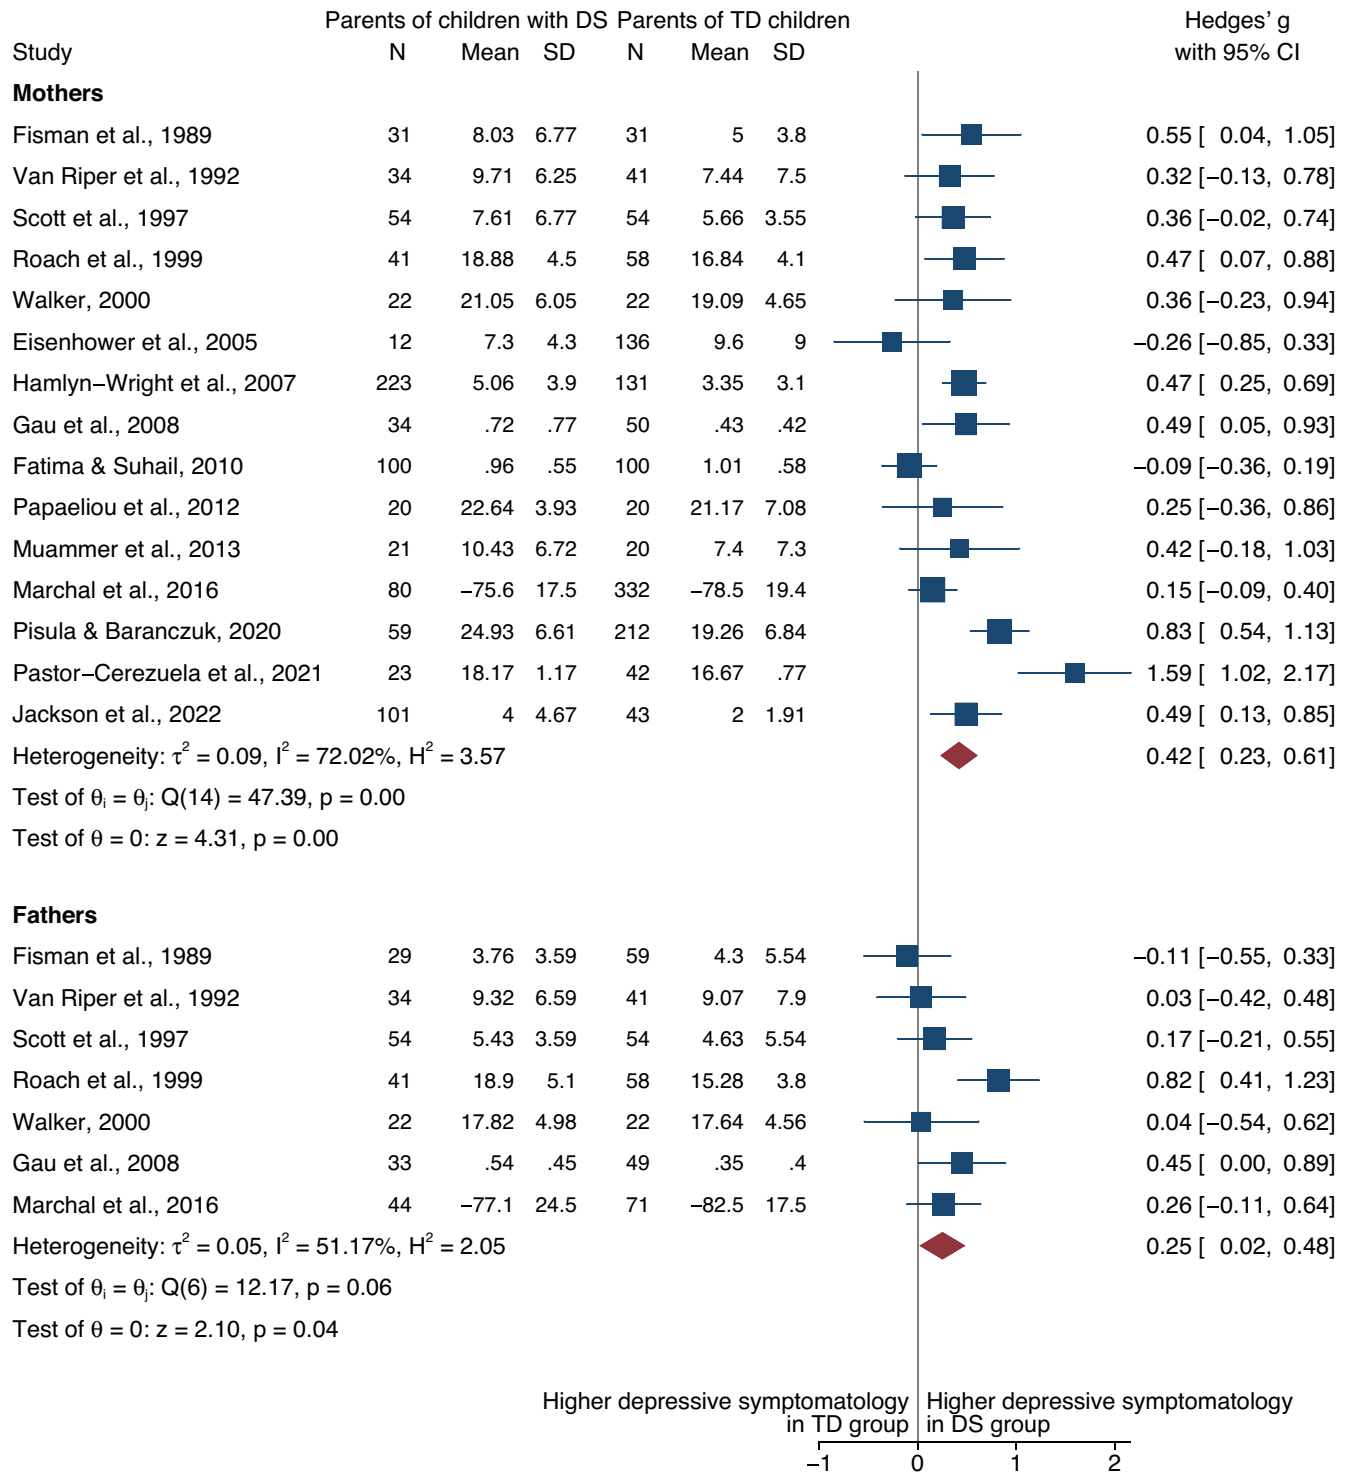 Parents of children with DS Parents of TD children Hedges’ g
Study N Mean SD N Mean SD with 95% CI
Mothers
Fisman et al., 1989 31 8.03 6.77 31 5 3.8 0.55 [ 0.04, 1.05]
Van Riper et al., 1992 34 9.71 6.25 41 7.44 7.5 0.32 [−0.13, 0.78]
Scott et al., 1997 54 7.61 6.77 54 5.66 3.55 0.36 [−0.02, 0.74]
Roach et al., 1999 41 18.88 4.5 58 16.84 4.1 0.47 [ 0.07, 0.88]
Walker, 2000 22 21.05 6.05 22 19.09 4.65 0.36 [−0.23, 0.94]
Eisenhower et al., 2005 12 7.3 4.3 136 9.6 9 −0.26 [−0.85, 0.33]
Hamlyn−Wright et al., 2007 223 5.06 3.9 131 3.35 3.1 0.47 [ 0.25, 0.69]
Gau et al., 2008 34 .72 .77 50 .43 .42 0.49 [ 0.05, 0.93]
Fatima & Suhail, 2010 100 .96 .55 100 1.01 .58 −0.09 [−0.36, 0.19]
Papaeliou et al., 2012 20 22.64 3.93 20 21.17 7.08 0.25 [−0.36, 0.86]
Muammer et al., 2013 21 10.43 6.72 20 7.4 7.3 0.42 [−0.18, 1.03]
Marchal et al., 2016 80 −75.6 17.5 332 −78.5 19.4 0.15 [−0.09, 0.40]
Pisula & Baranczuk, 2020 59 24.93 6.61 212 19.26 6.84 0.83 [ 0.54, 1.13]
Pastor−Cerezuela et al., 2021 23 18.17 1.17 42 16.67 .77 1.59 [ 1.02, 2.17]
Jackson et al., 2022 101 4 4.67 43 2 1.91 0.49 [ 0.13, 0.85]
Heterogeneity: τ² = 0.09, I² = 72.02%, H² = 3.57 0.42 [ 0.23, 0.61]
Test of θᵢ = θⱼ: Q(14) = 47.39, p = 0.00
Test of θ = 0: z = 4.31, p = 0.00
Fathers
Fisman et al., 1989 29 3.76 3.59 59 4.3 5.54 −0.11 [−0.55, 0.33]
Van Riper et al., 1992 34 9.32 6.59 41 9.07 7.9 0.03 [−0.42, 0.48]
Scott et al., 1997 54 5.43 3.59 54 4.63 5.54 0.17 [−0.21, 0.55]
Roach et al., 1999 41 18.9 5.1 58 15.28 3.8 0.82 [ 0.41, 1.23]
Walker, 2000 22 17.82 4.98 22 17.64 4.56 0.04 [−0.54, 0.62]
Gau et al., 2008 33 .54 .45 49 .35 .4 0.45 [ 0.00, 0.89]
Marchal et al., 2016 44 −77.1 24.5 71 −82.5 17.5 0.26 [−0.11, 0.64]
Heterogeneity: τ² = 0.05, I² = 51.17%, H² = 2.05 0.25 [ 0.02, 0.48]
Test of θᵢ = θⱼ: Q(6) = 12.17, p = 0.06
Test of θ = 0: z = 2.10, p = 0.04
Higher depressive symptomatology Higher depressive symptomatology
in TD group in DS group
−1 0 1 2